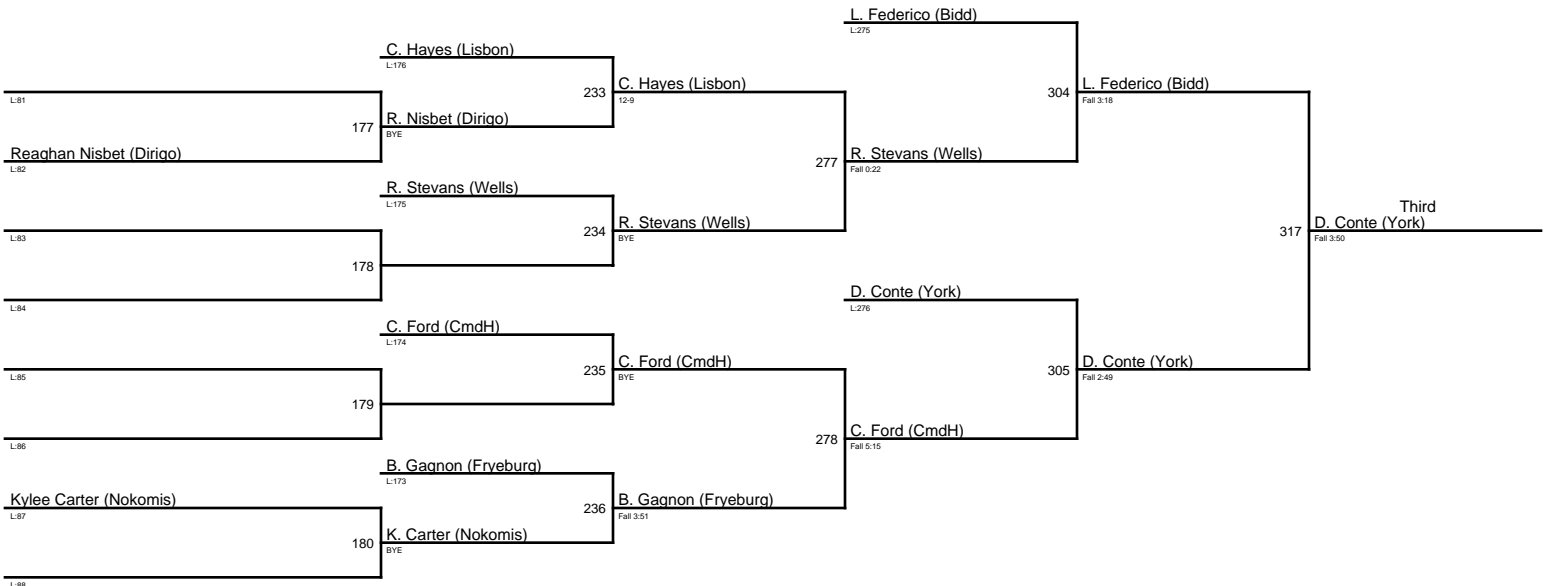 L. Federico (Bidd)
L:275
C. Hayes (Lisbon)
L:176
L:81
233
C. Hayes (Lisbon)
12-9
304
L. Federico (Bidd)
Fall 3:18
177
R. Nisbet (Dirigo)
BYE
Reaghan Nisbet (Dirigo)
L:82
277
R. Stevans (Wells)
Fall 0:22
R. Stevans (Wells)
L:175
Third
L:83
234
R. Stevans (Wells)
BYE
317
D. Conte (York)
Fall 3:50
178
L:84
D. Conte (York)
L:276
C. Ford (CmdH)
L:174
L:85
235
C. Ford (CmdH)
BYE
305
D. Conte (York)
Fall 2:49
179
L:86
278
C. Ford (CmdH)
Fall 5:15
B. Gagnon (Fryeburg)
L:173
Kylee Carter (Nokomis)
L:87
236
B. Gagnon (Fryeburg)
Fall 3:51
180
K. Carter (Nokomis)
BYE
L:88